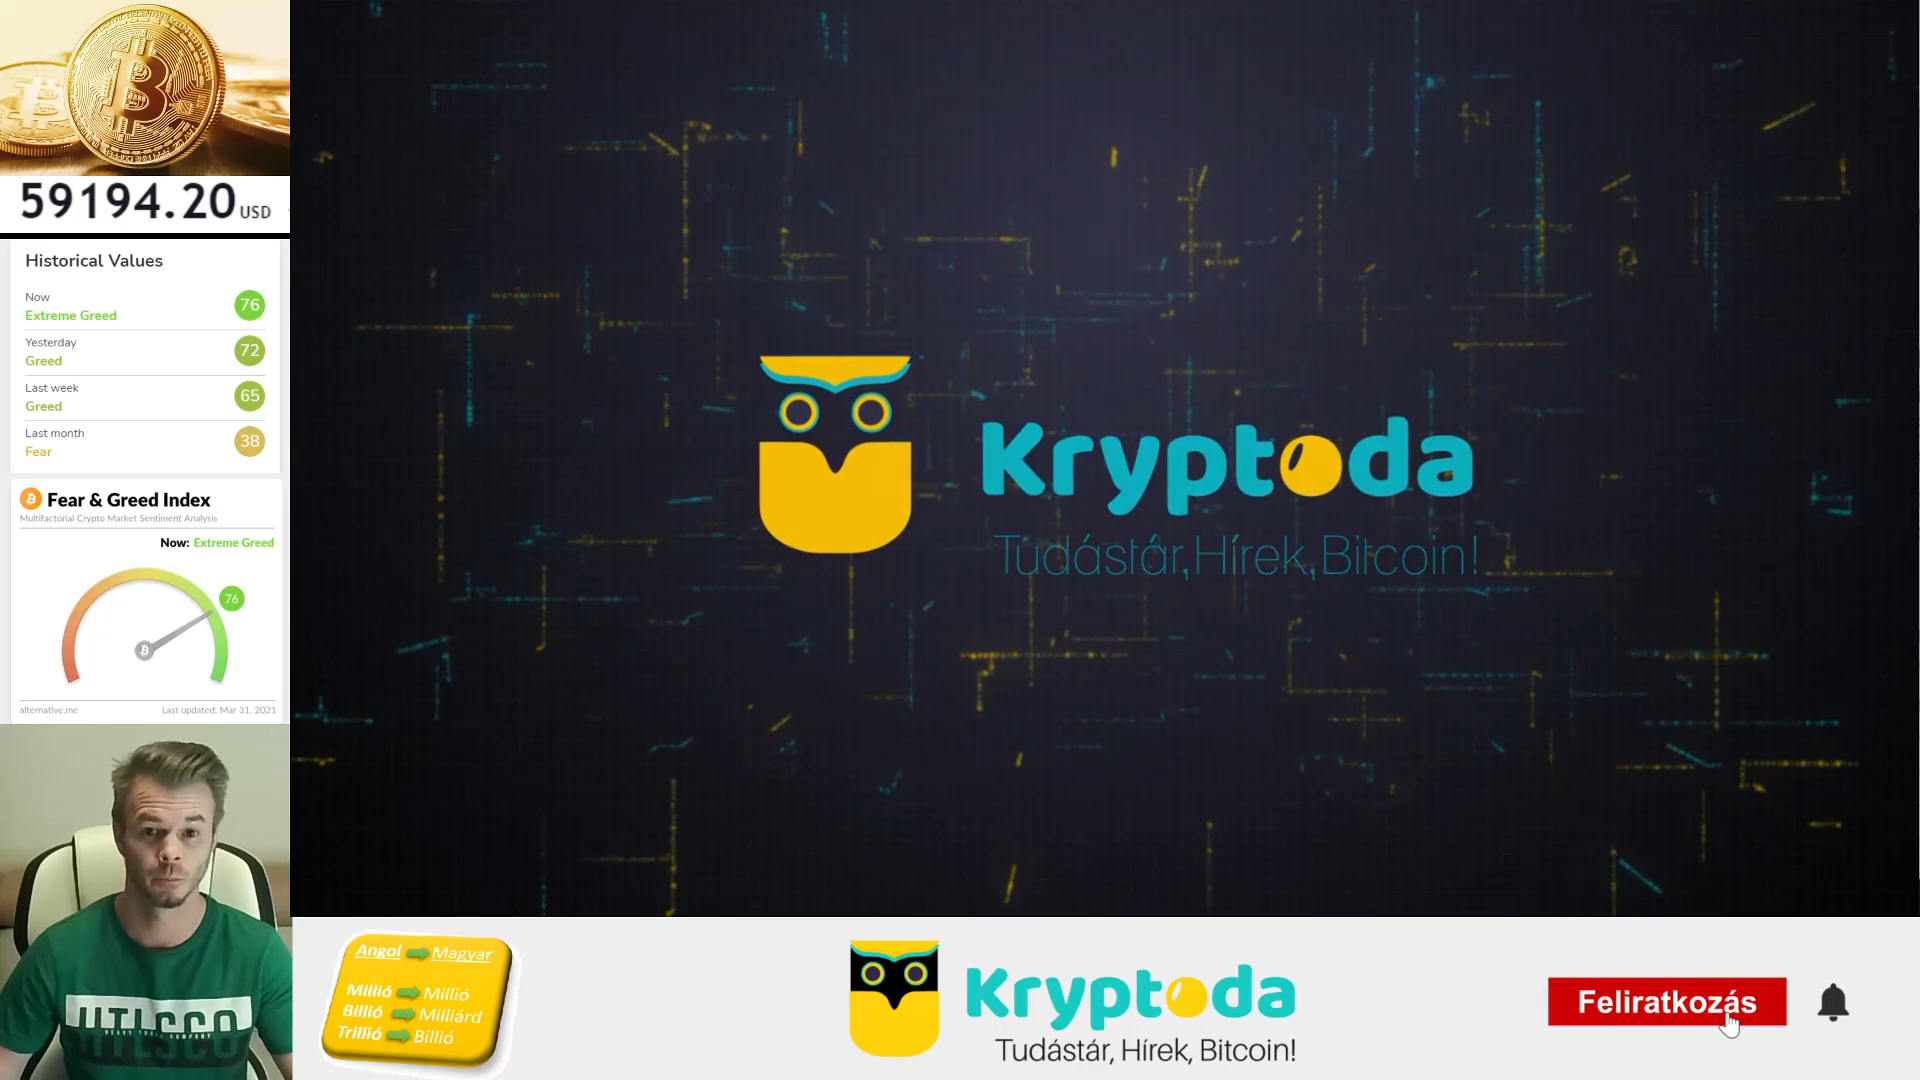 59194.20 USD
Historical Values
Now
Extreme Greed
76
Yesterday
Greed
72
Last week
Greed
65
Last month
Fear
38
Fear & Greed Index
Multifactorial Crypto Market Sentiment Analysis
Now: Extreme Greed
76
alternative.me
Last updated: Mar 31, 2021
Kryptoda
Tudástár, Hírek, Bitcoin!
Angol Magyar
Millió Millió
Billió Milliárd
Trillió Billió
Kryptoda
Tudástár, Hírek, Bitcoin!
Feliratkozás